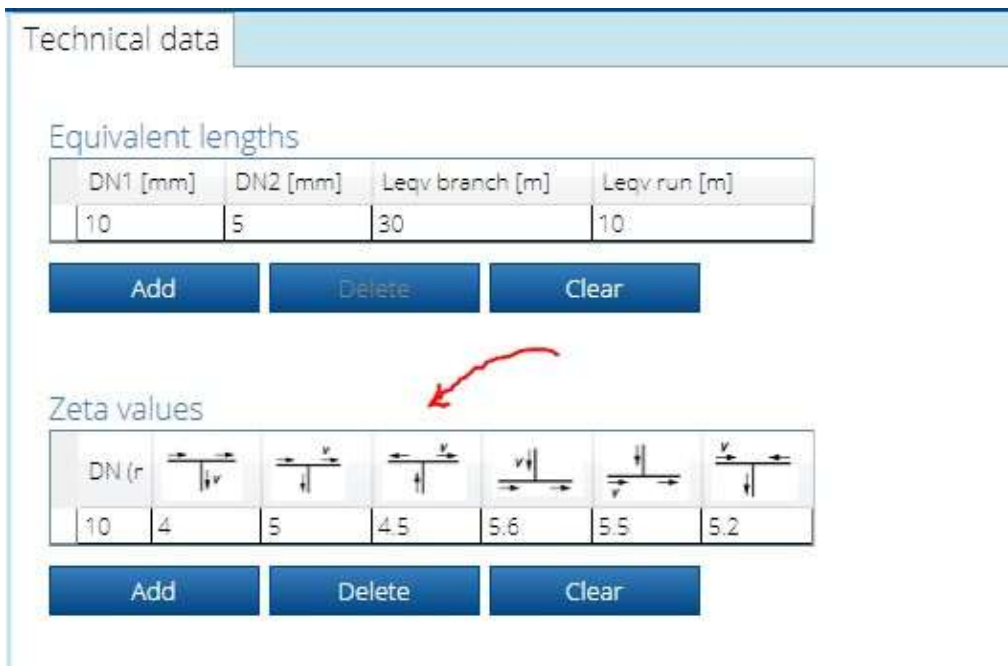 Technical data
Equivalent lengths
DN1 [mm] DN2 [mm] Leqv branch [m] Leqv run [m]
10 5 30 10
Add Delete Clear
Zeta values
DN (r v v v v v v
10 4 5 4.5 5.6 5.5 5.2
Add Delete Clear